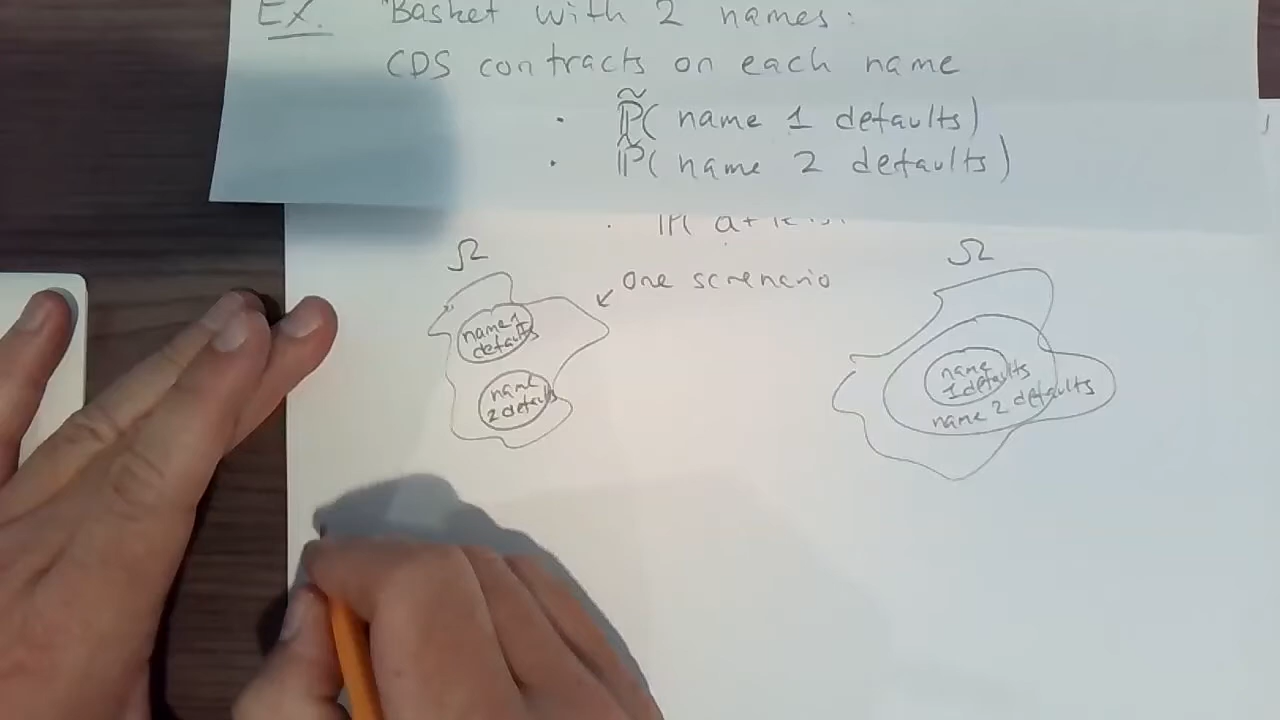 EX. "Basket with 2 names:
CDS contracts on each name
· P̃( name 1 defaults)
· P̃( name 2 defaults)
Ω
one screnario
name 1
defaults
name
2 defaults
Ω
name
1 defaults
name 2 defaults